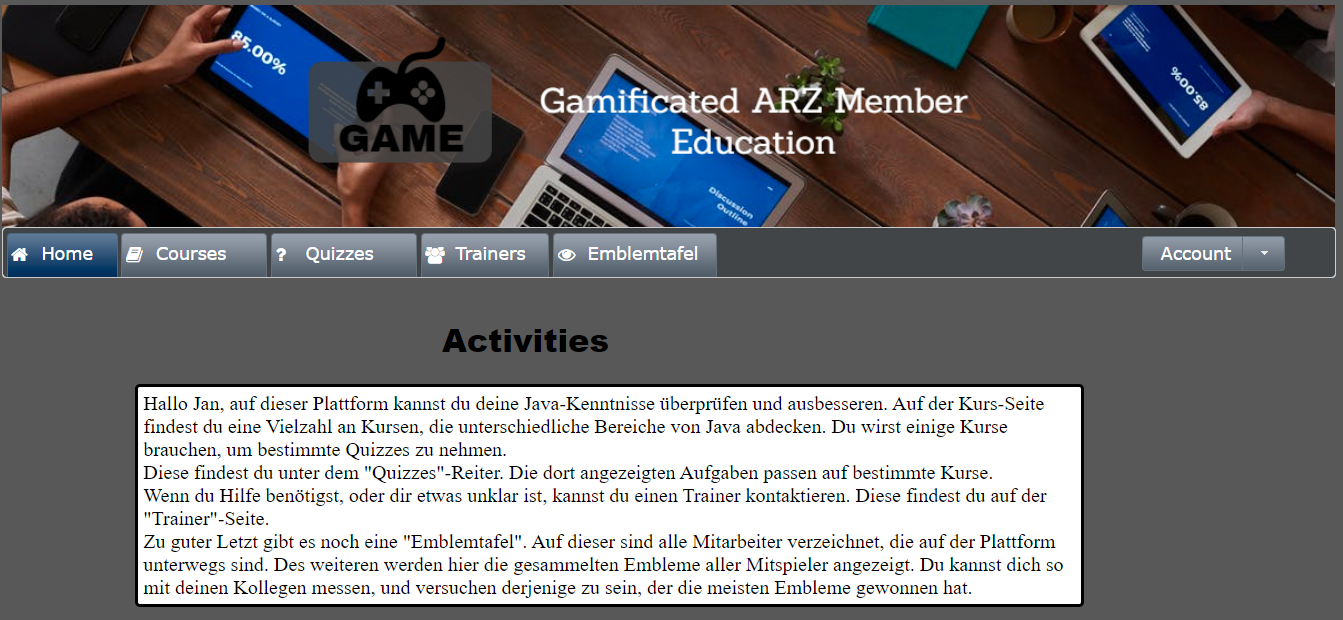 85.00%
85.00%
GAME
Gamificated ARZ Member
Education
Discussion
Outline
Home
Courses
Quizzes
Trainers
Emblemtafel
Account
Activities
Hallo Jan, auf dieser Plattform kannst du deine Java-Kenntnisse überprüfen und ausbesseren. Auf der Kurs-Seite
findest du eine Vielzahl an Kursen, die unterschiedliche Bereiche von Java abdecken. Du wirst einige Kurse
brauchen, um bestimmte Quizzes zu nehmen.
Diese findest du unter dem "Quizzes"-Reiter. Die dort angezeigten Aufgaben passen auf bestimmte Kurse.
Wenn du Hilfe benötigst, oder dir etwas unklar ist, kannst du einen Trainer kontaktieren. Diese findest du auf der
"Trainer"-Seite.
Zu guter Letzt gibt es noch eine "Emblemtafel". Auf dieser sind alle Mitarbeiter verzeichnet, die auf der Plattform
unterwegs sind. Des weiteren werden hier die gesammelten Embleme aller Mitspieler angezeigt. Du kannst dich so
mit deinen Kollegen messen, und versuchen derjenige zu sein, der die meisten Embleme gewonnen hat.